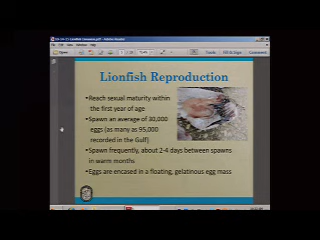 Lionfish Reproduction
•Reach sexual maturity within
the first year of age
•Spawn an average of 30,000
eggs (as many as 95,000
recorded in the Gulf)
•Spawn frequently, about 2-4 days between spawns
in warm months
•Eggs are encased in a floating, gelatinous egg mass